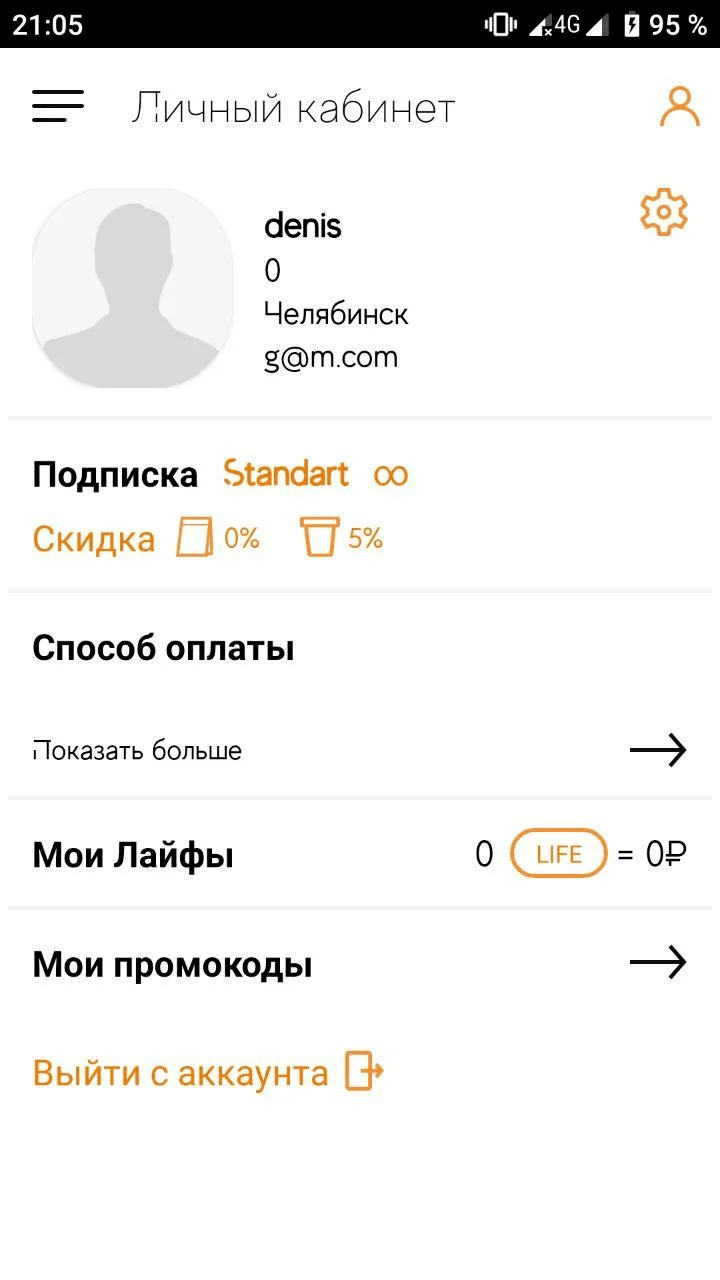 21:05 4G 95 %
Личный кабинет
denis
0
Челябинск
g@m.com
Подписка Standart ∞
Скидка 0% 5%
Способ оплаты
Показать больше
Мои Лайфы 0 LIFE = 0₽
Мои промокоды
Выйти с аккаунта